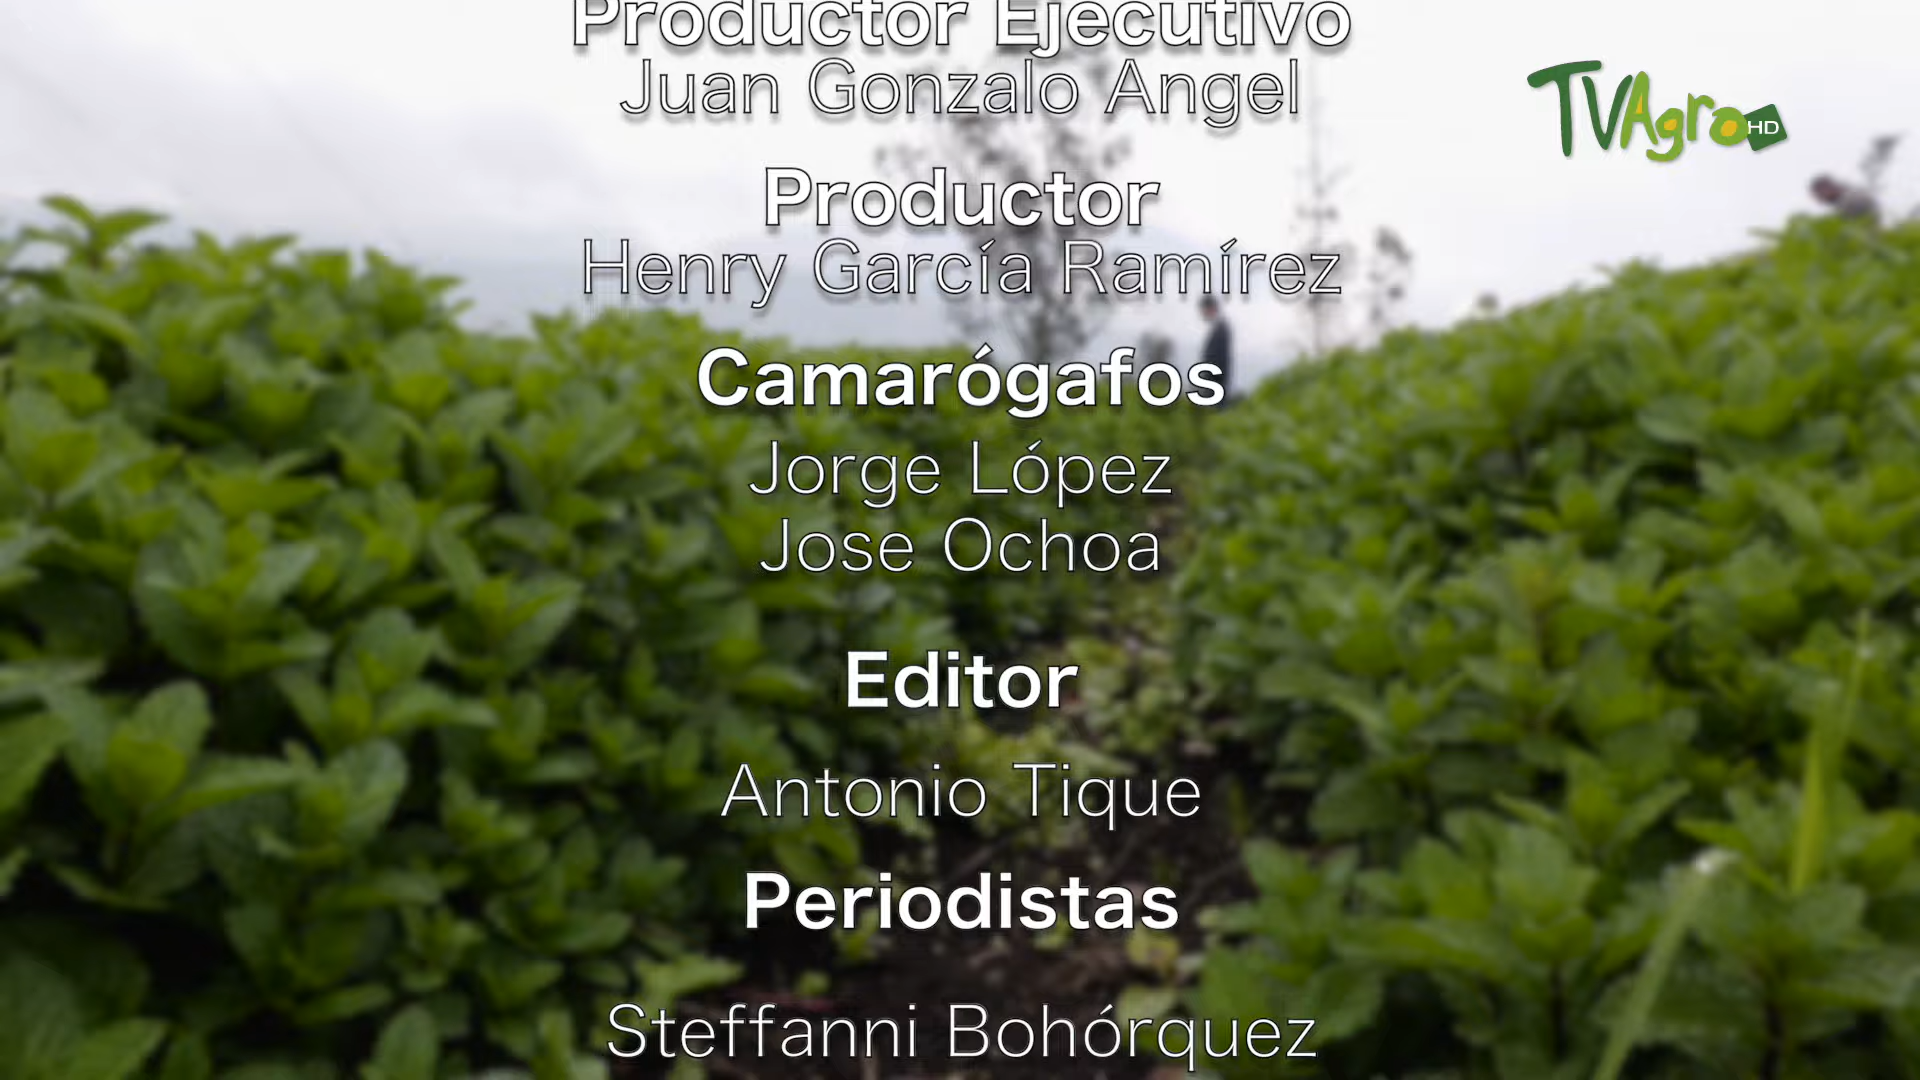 Productor Ejecutivo
Juan Gonzalo Angel
TVAgro HD
Productor
Henry García Ramírez
Camarógafos
Jorge López
Jose Ochoa
Editor
Antonio Tique
Periodistas
Steffanni Bohórquez